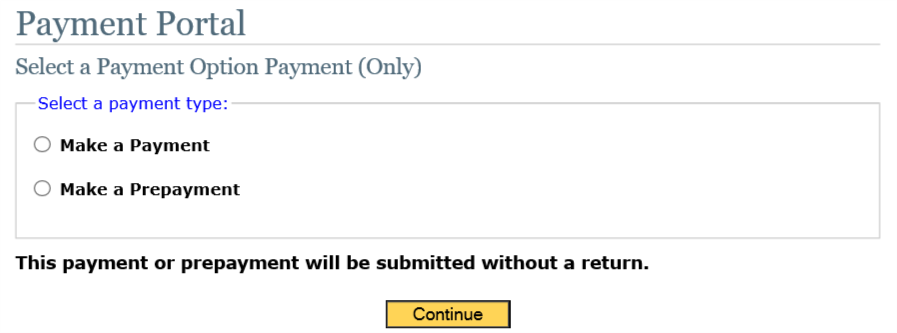 Payment Portal
Select a Payment Option Payment (Only)
Select a payment type:
Make a Payment
Make a Prepayment
This payment or prepayment will be submitted without a return.
Continue